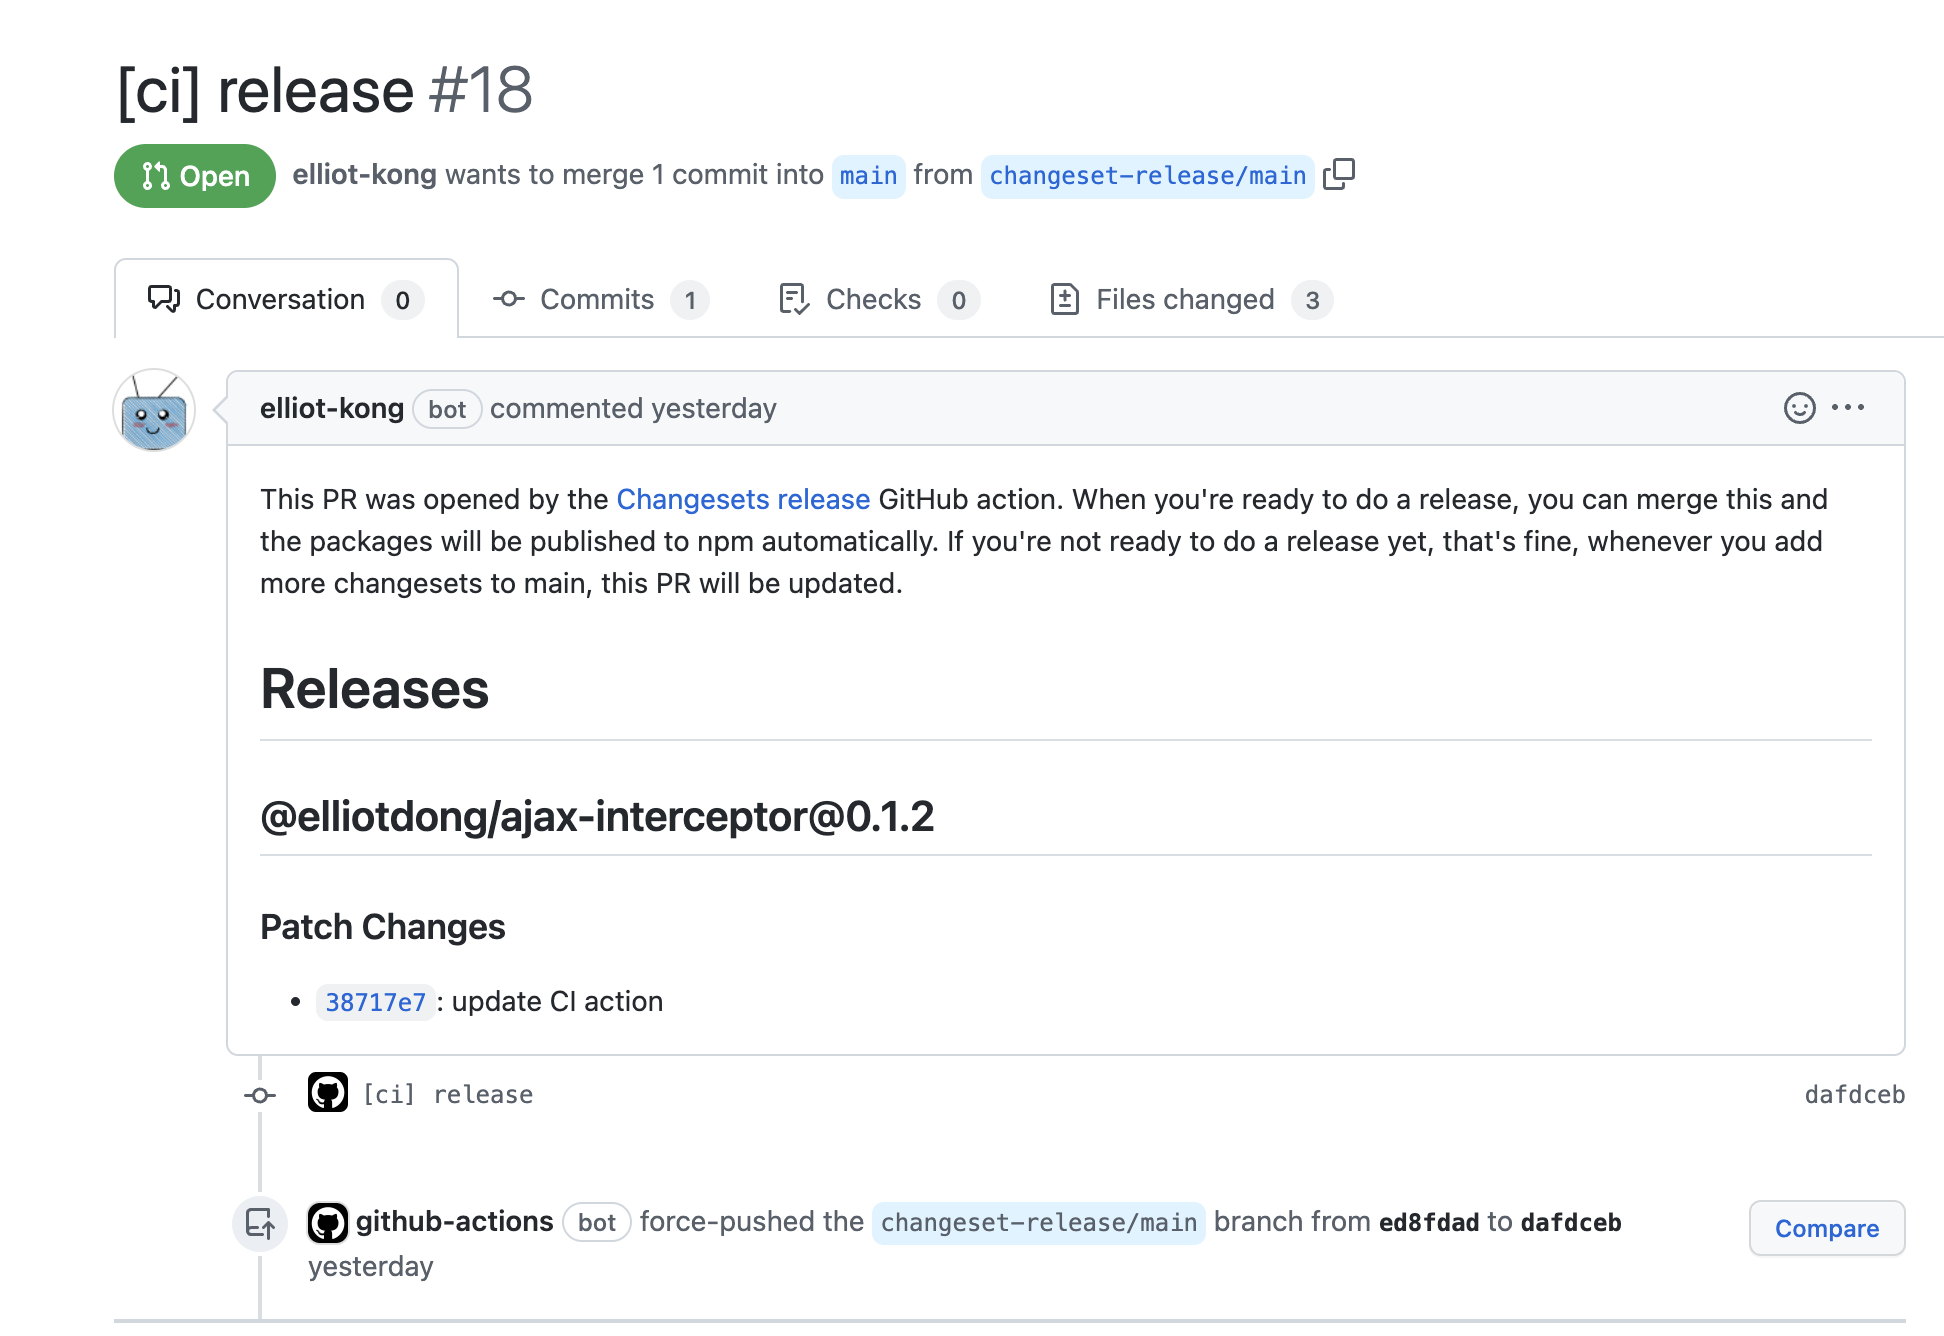 [ci] release #18
Open elliot-kong wants to merge 1 commit into main from changeset-release/main
Conversation 0 Commits 1 Checks 0 Files changed 3
elliot-kong bot commented yesterday
This PR was opened by the Changesets release GitHub action. When you're ready to do a release, you can merge this and
the packages will be published to npm automatically. If you're not ready to do a release yet, that's fine, whenever you add
more changesets to main, this PR will be updated.
Releases
@elliotdong/ajax-interceptor@0.1.2
Patch Changes
• 38717e7: update CI action
[ci] release dafdceb
github-actions bot force-pushed the changeset-release/main branch from ed8fdad to dafdceb Compare
yesterday